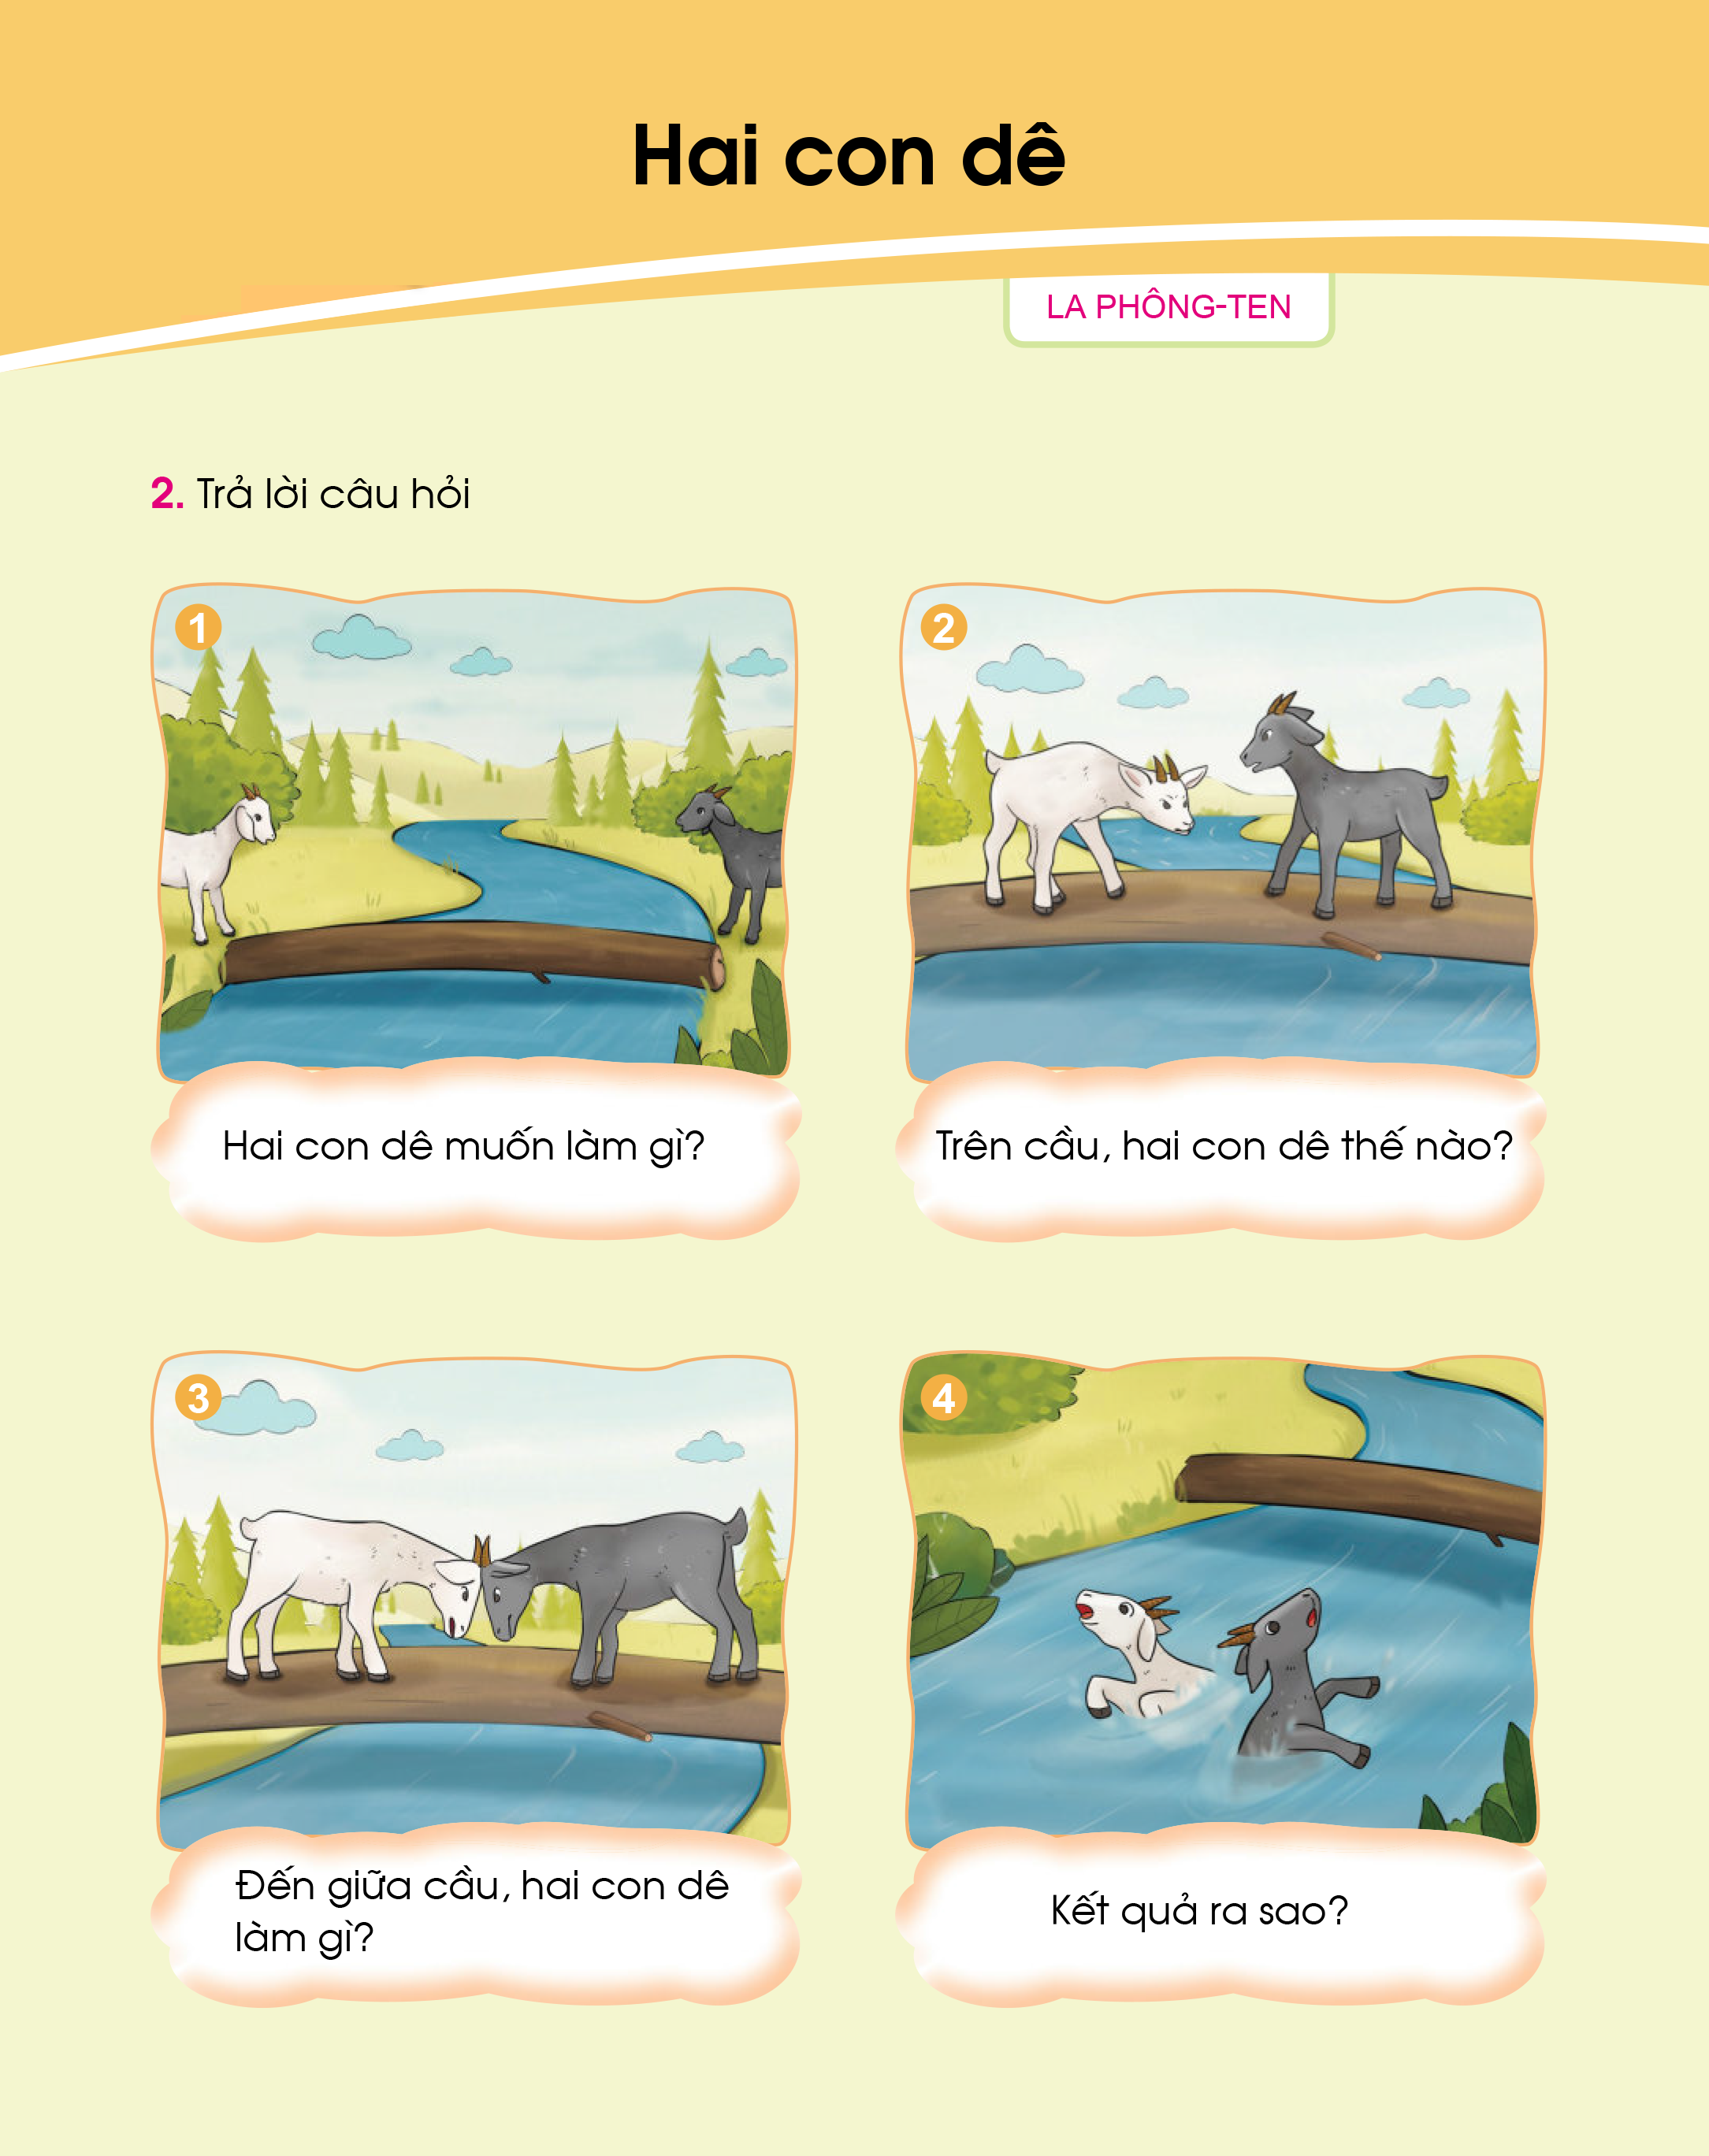 Hai con dê
LA PHÔNG-TEN
2. Trả lời câu hỏi
1
Hai con dê muốn làm gì?
2
Trên cầu, hai con dê thế nào?
3
Đến giữa cầu, hai con dê
làm gì?
4
Kết quả ra sao?